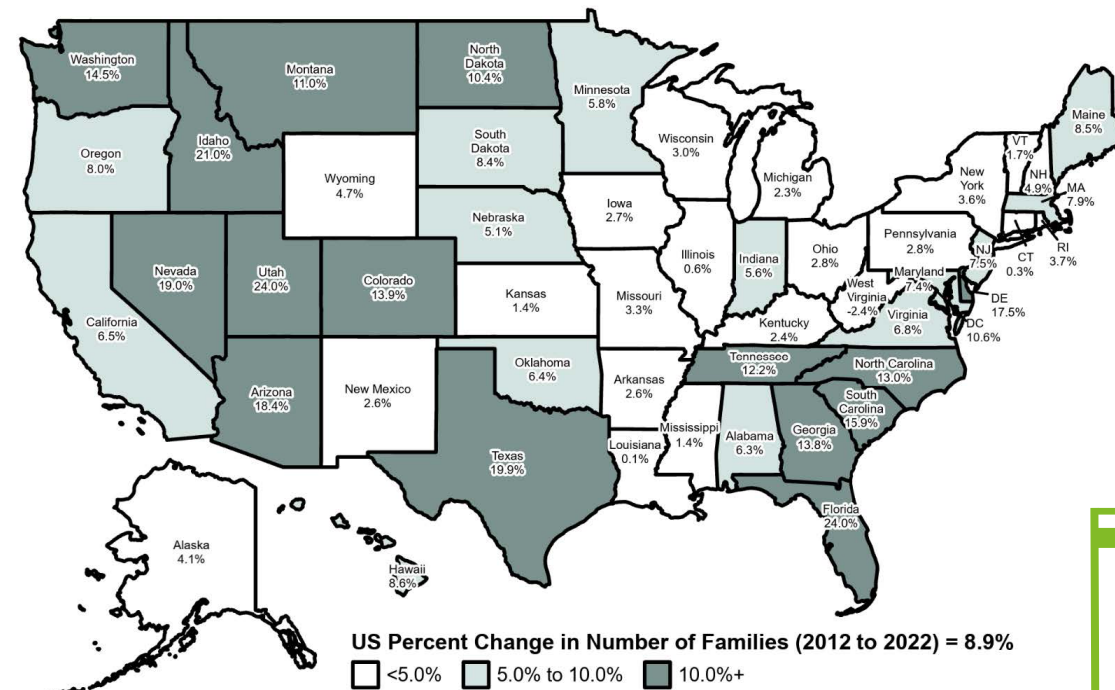 Washington
14.5%
Montana
11.0%
North
Dakota
10.4%
Minnesota
5.8%
Maine
8.5%
Oregon
8.0%
Idaho
21.0%
Wyoming
4.7%
South
Dakota
8.4%
Wisconsin
3.0%
Michigan
2.3%
VT
1.7%
NH
4.9%
New
York
3.6%
MA
7.9%
RI
3.7%
CT
0.3%
Nebraska
5.1%
Iowa
2.7%
Illinois
0.6%
Indiana
5.6%
Ohio
2.8%
Pennsylvania
2.8%
NJ
7.5%
Maryland
7.4%
DE
17.5%
DC
10.6%
Nevada
19.0%
Utah
24.0%
Colorado
13.9%
Kansas
1.4%
Missouri
3.3%
West
Virginia
-2.4%
Virginia
6.8%
Kentucky
2.4%
California
6.5%
Arizona
18.4%
New Mexico
2.6%
Oklahoma
6.4%
Arkansas
2.6%
Tennessee
12.2%
North Carolina
13.0%
South
Carolina
15.9%
Texas
19.9%
Louisiana
0.1%
Mississippi
1.4%
Alabama
6.3%
Georgia
13.8%
Florida
24.0%
Alaska
4.1%
Hawaii
8.6%
US Percent Change in Number of Families (2012 to 2022) = 8.9%
<5.0%
5.0% to 10.0%
10.0%+